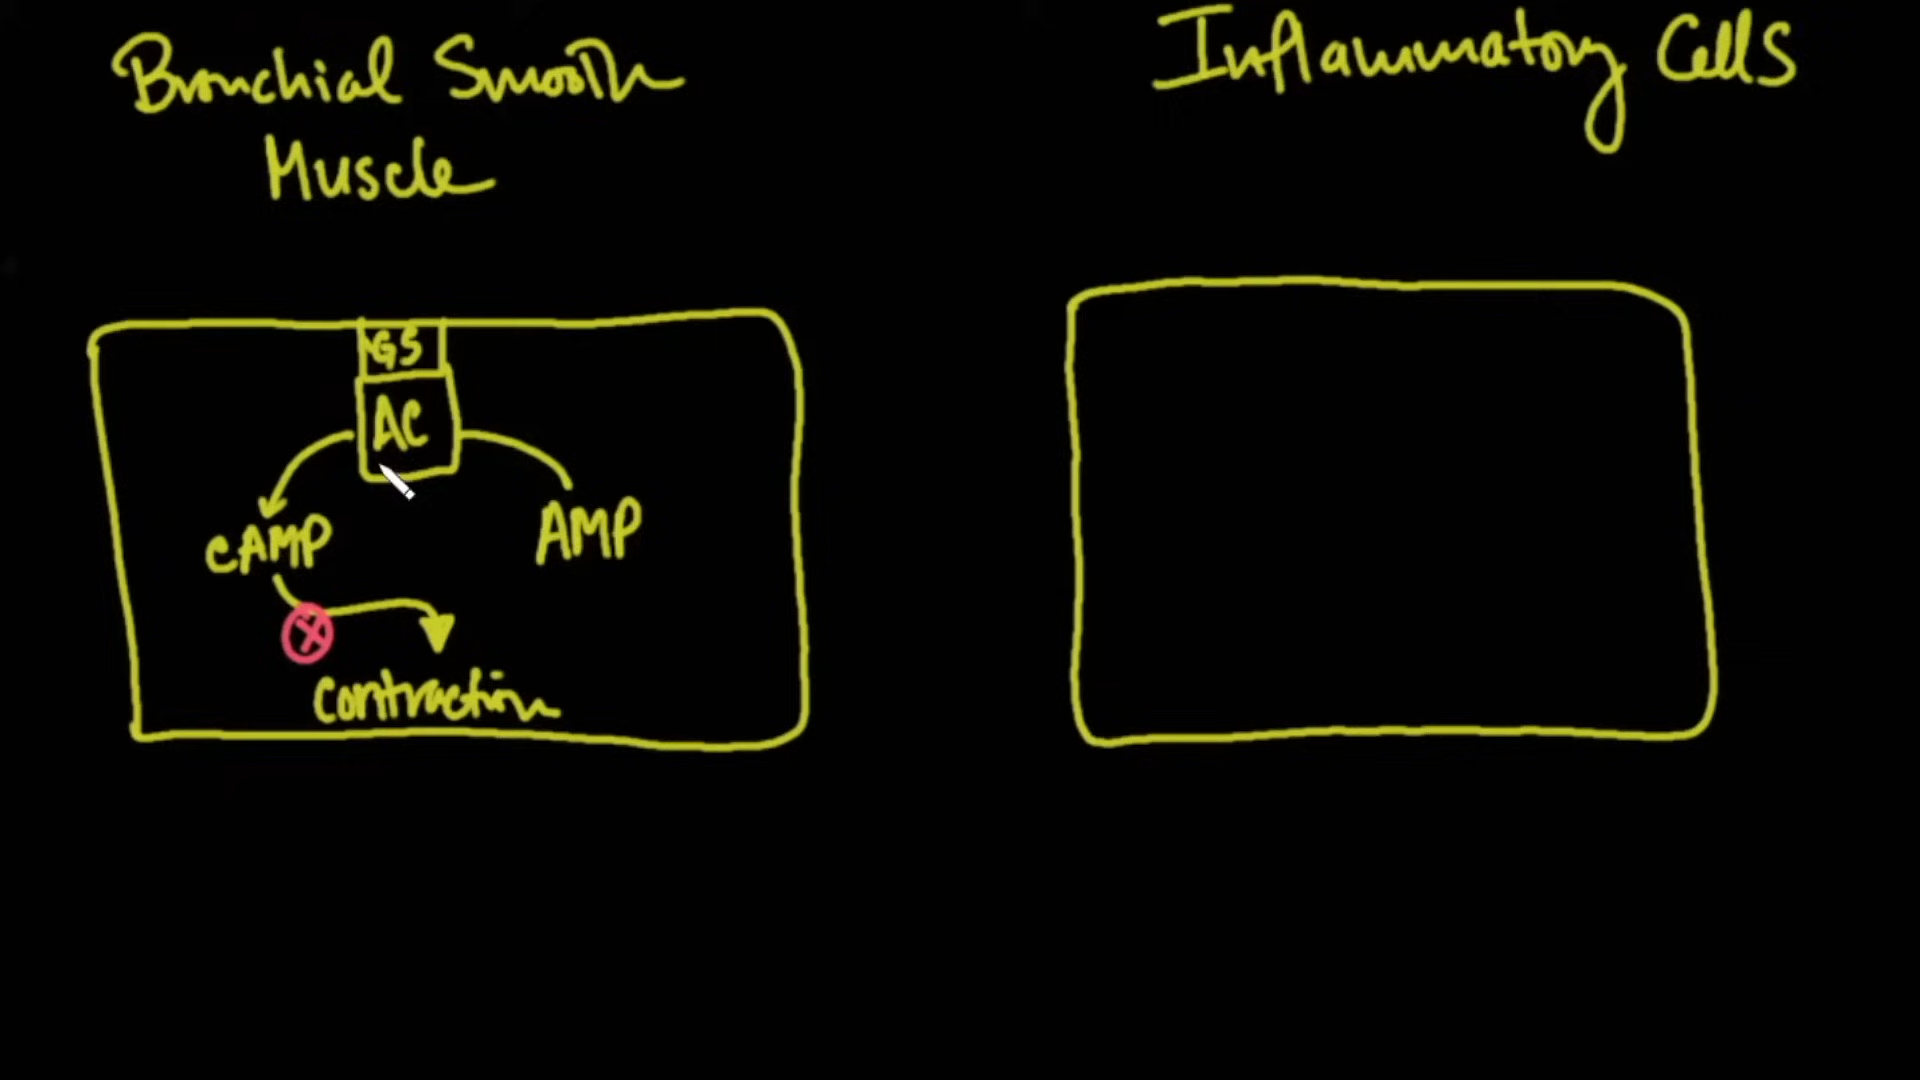 Bronchial Smooth
Muscle
Inflammatory Cells
GS
AC
cAMP
AMP
X
Contraction